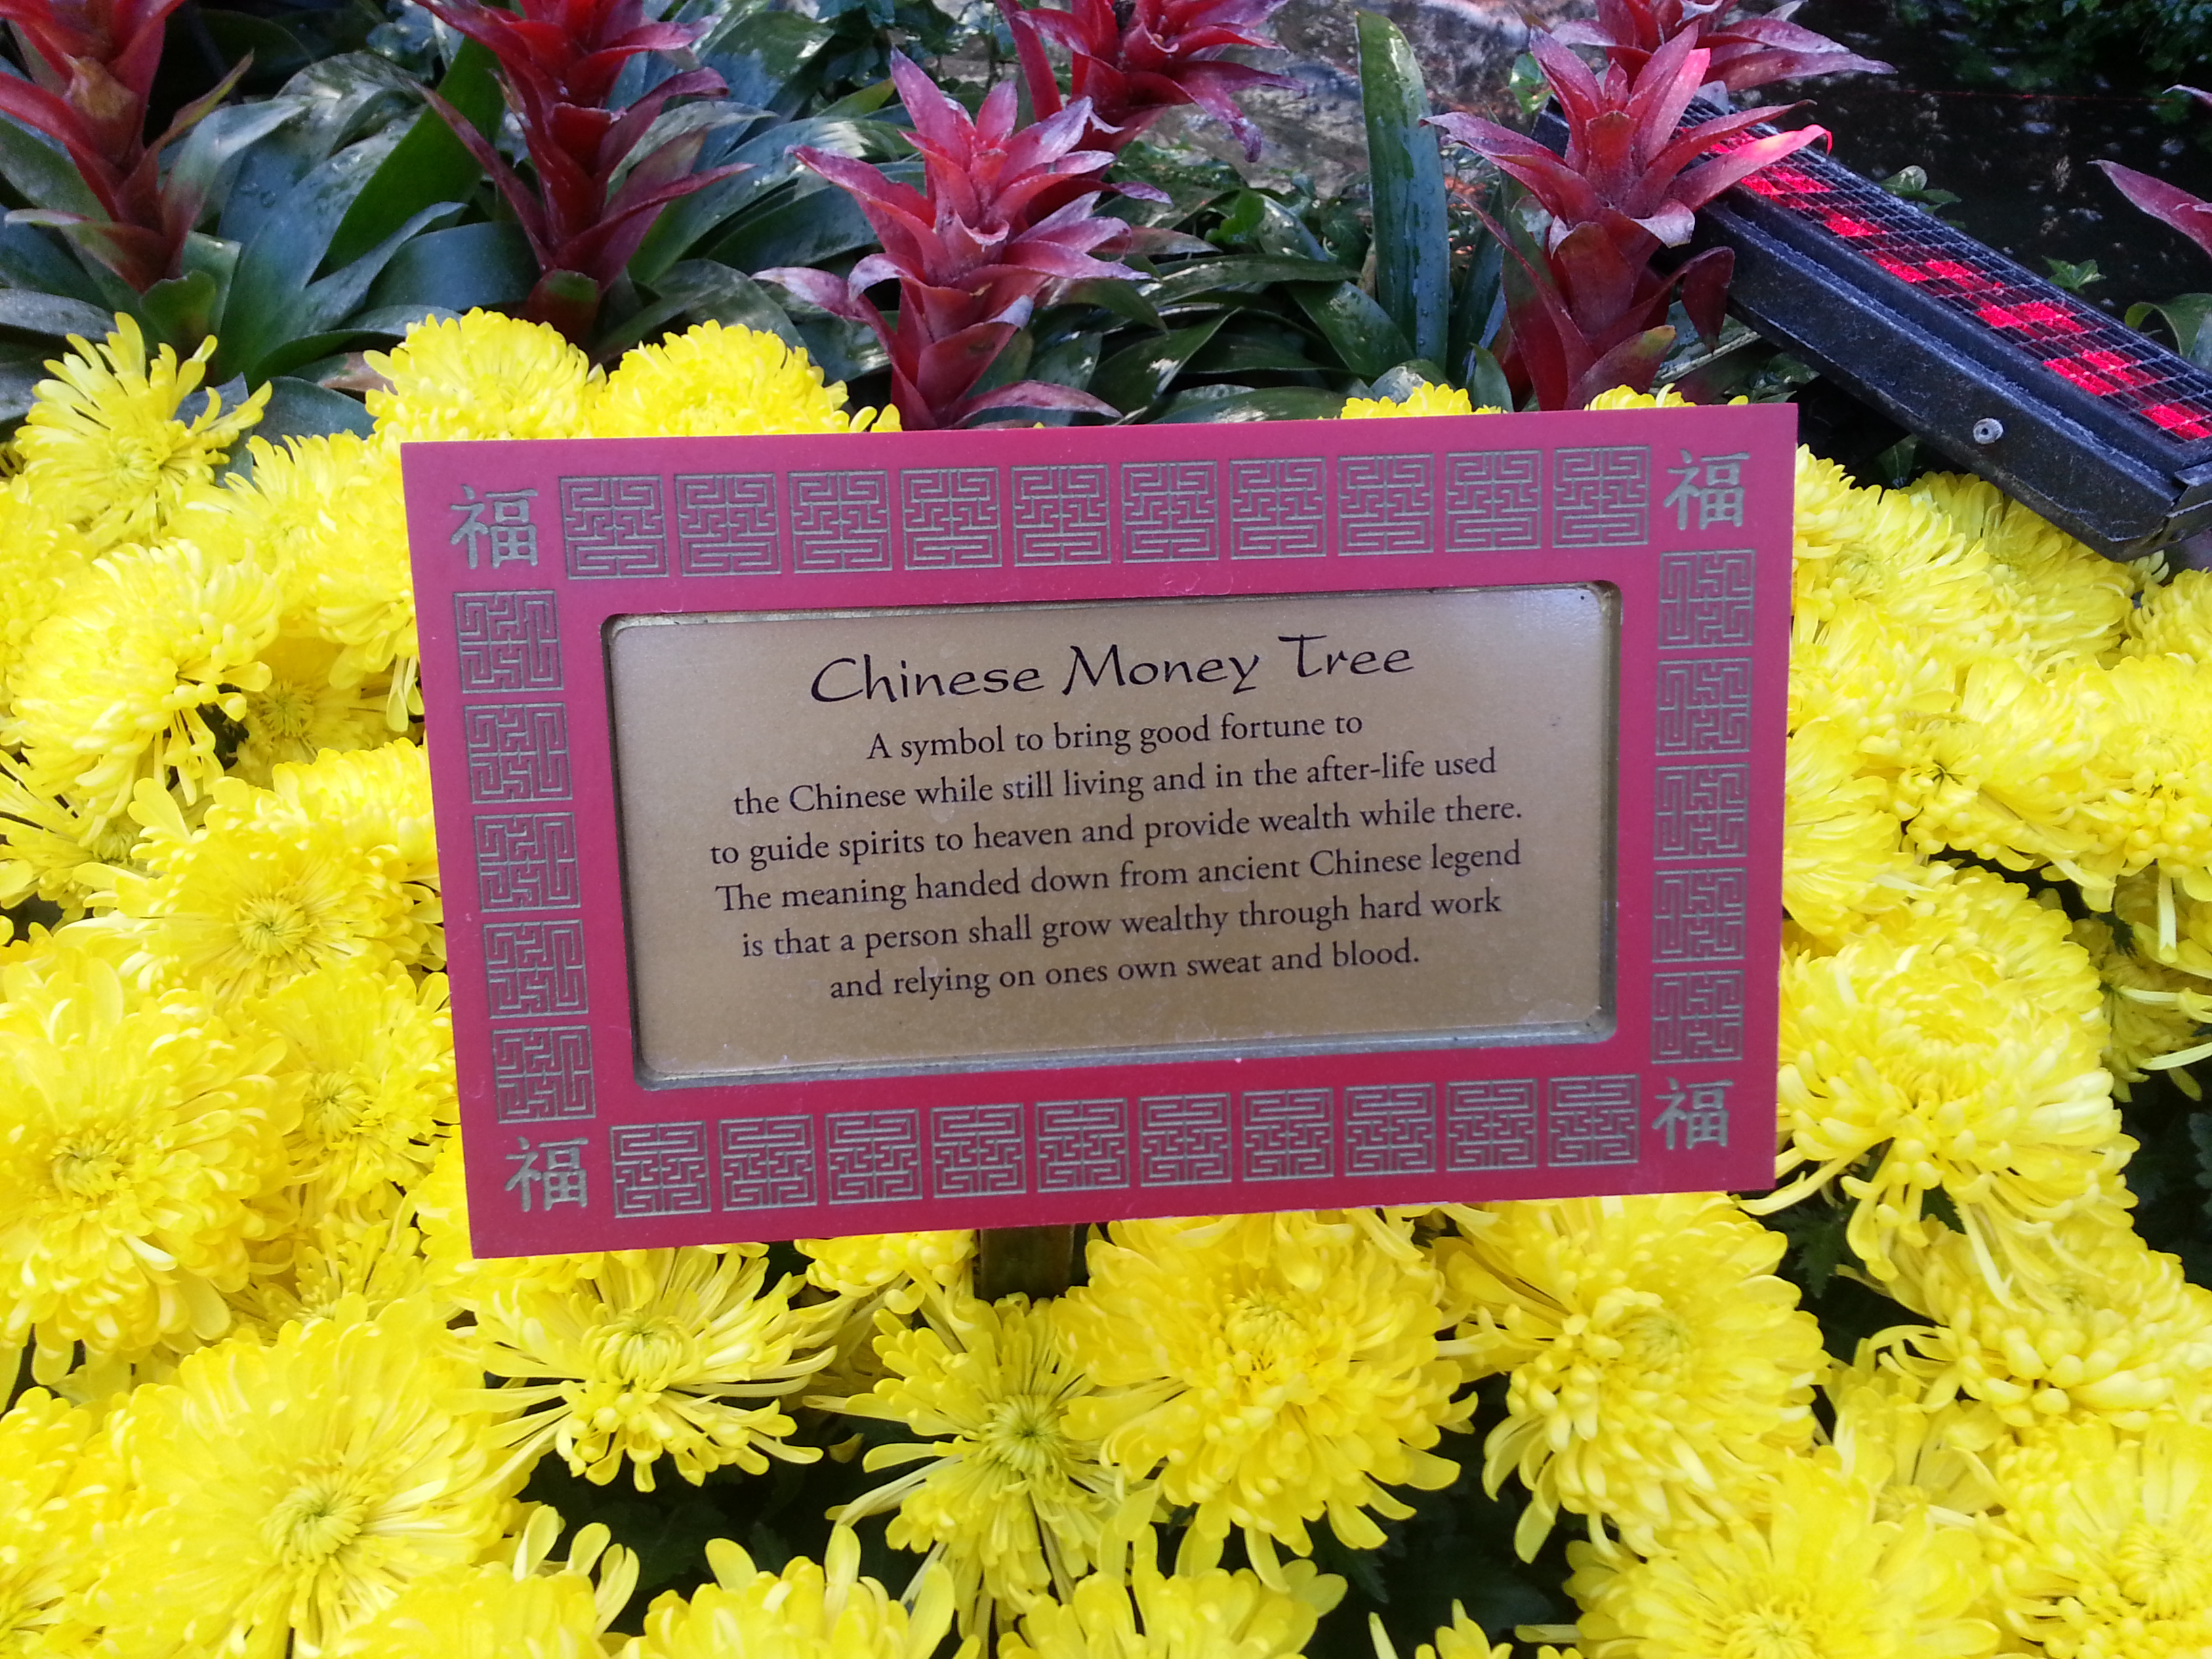 福 福
Chinese Money Tree
A symbol to bring good fortune to
the Chinese while still living and in the after-life used
to guide spirits to heaven and provide wealth while there.
The meaning handed down from ancient Chinese legend
is that a person shall grow wealthy through hard work
and relying on ones own sweat and blood.
福 福